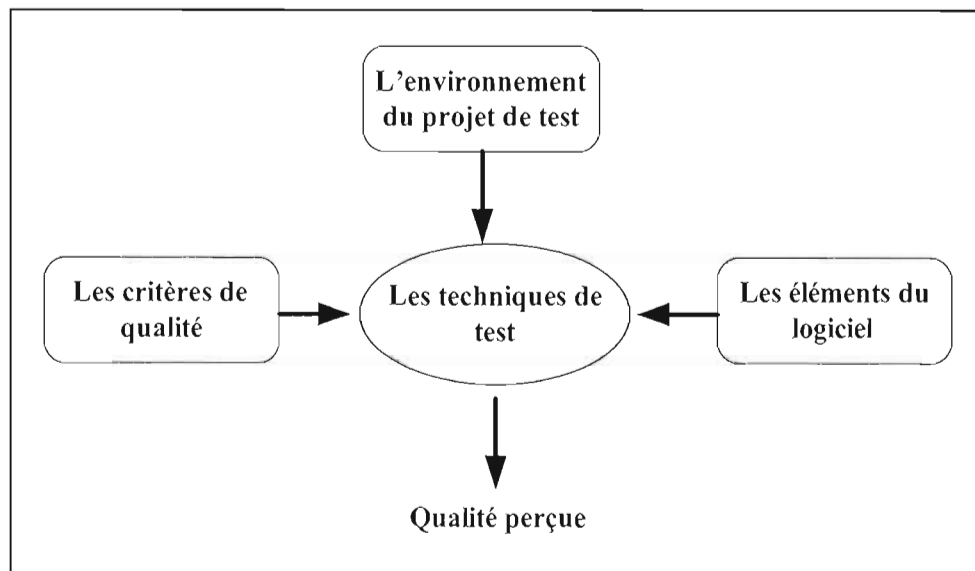 L'environnement
du projet de test
Les critères de
qualité
Les techniques de
test
Les éléments du
logiciel
Qualité perçue